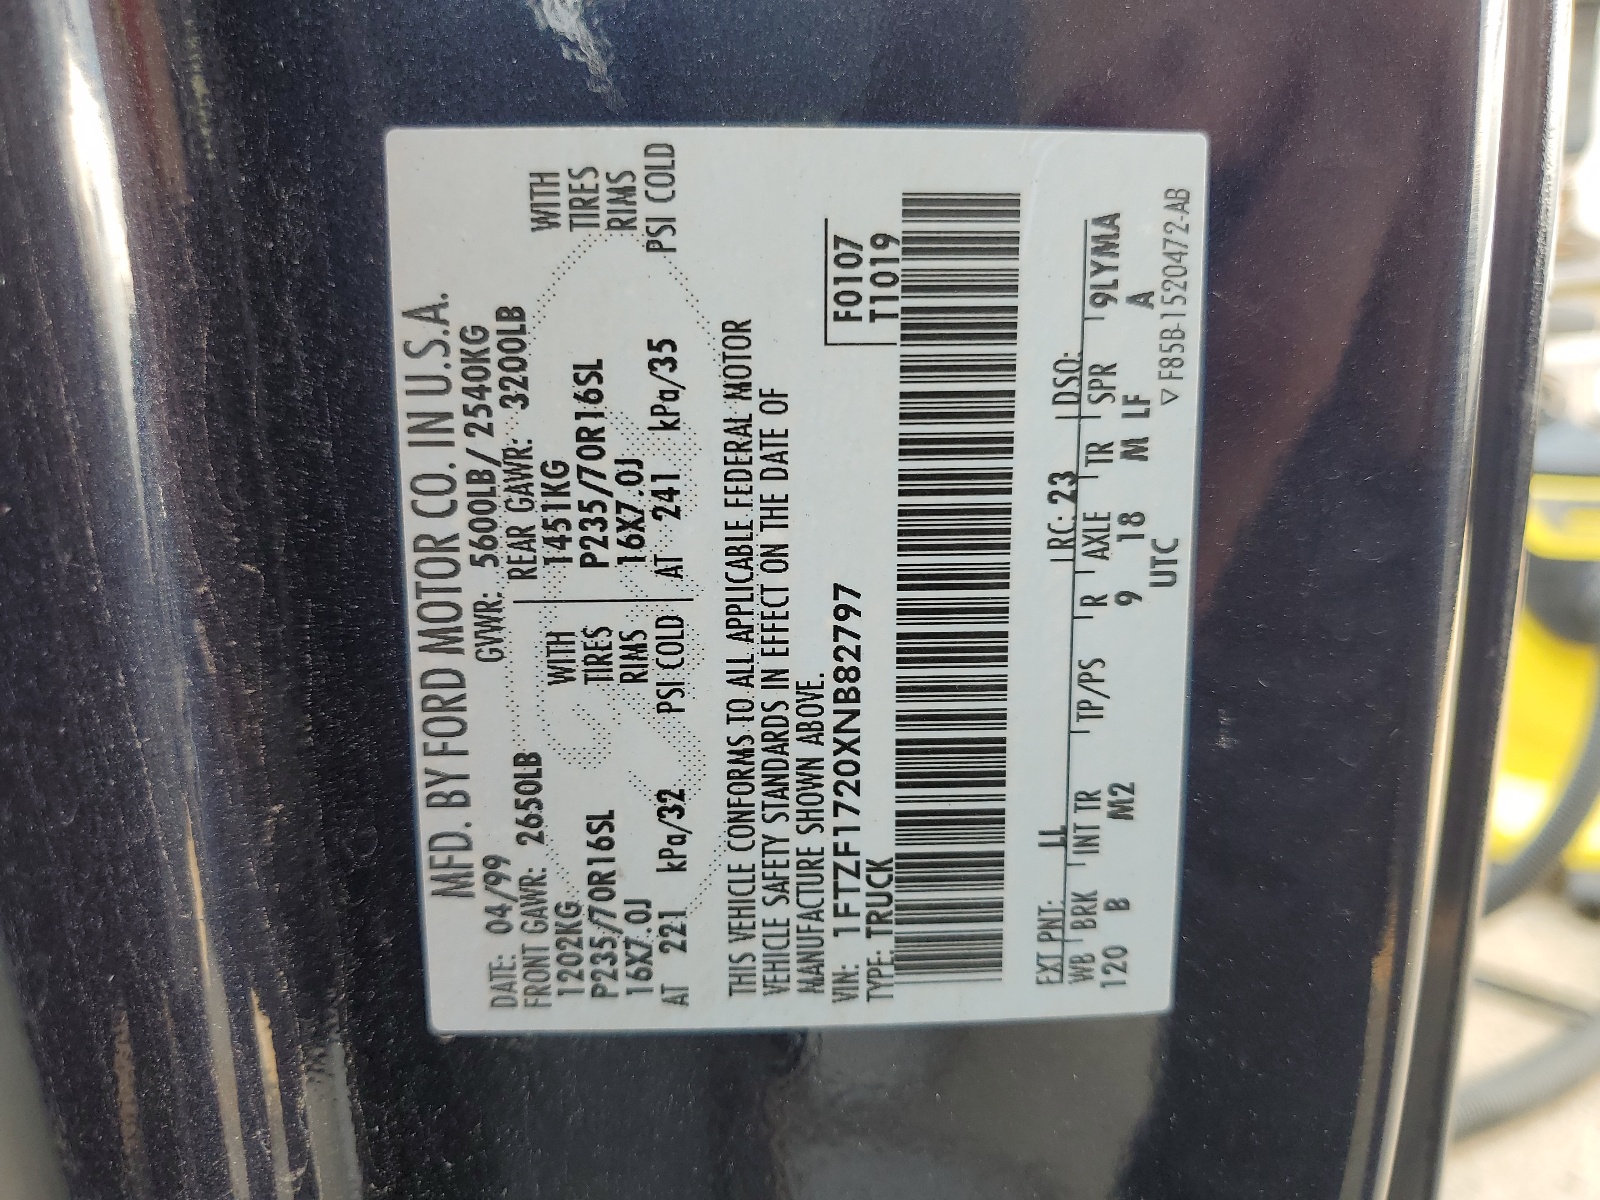 MFD. BY FORD MOTOR CO. IN U.S.A.
DATE: 04/99 GVWR: 5600LB/ 2540KG
FRONT GAWR: 2650LB REAR GAWR: 3200LB
1202KG WITH 1451KG WITH
P235/70R16SL TIRES P235/70R16SL TIRES
16X7.0J RIMS 16X7.0J RIMS
AT 221 kPa/32 PSI COLD AT 241 kPa/35 PSI COLD
THIS VEHICLE CONFORMS TO ALL APPLICABLE FEDERAL MOTOR
VEHICLE SAFETY STANDARDS IN EFFECT ON THE DATE OF
MANUFACTURE SHOWN ABOVE.
VIN: 1FTZF1720XNB82797 F0107
TYPE: TRUCK T1019
EXT PNT: LL RC: 23 DSO:
WB BRK INT TR TP/PS R AXLE TR SPR 9LYMA
120 B M2 9 18 M LF A
UTC ▽ F85B-1520472-AB